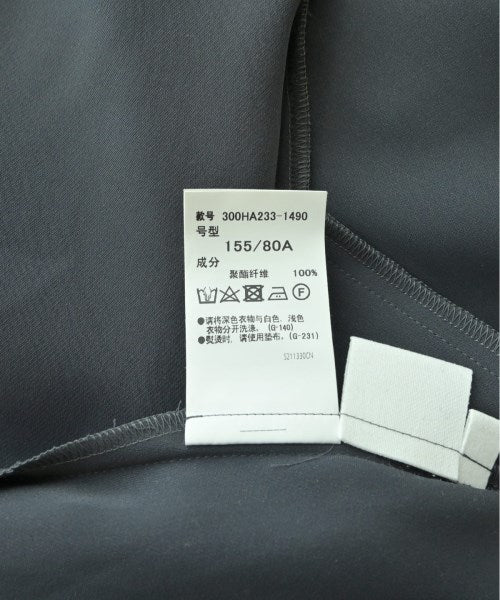 款号 300HA233-1490
号型
155/80A
成分
聚酯纤维 100%
F
●请将深色衣物与白色、浅色
衣物分开洗涤。(G-140)
●熨烫时,请使用垫布。(G-231)
S211330CN